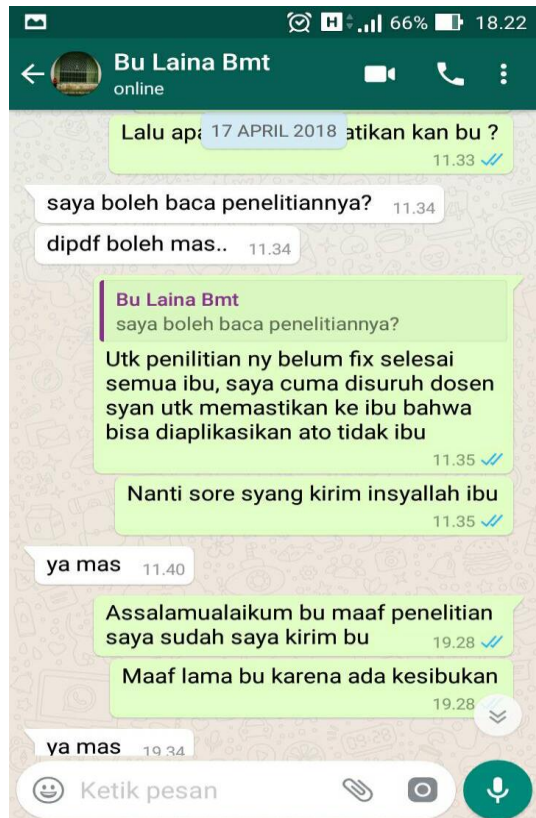 66% 18.22
Bu Laina Bmt
online
Lalu apa 17 APRIL 2018 atikan kan bu ?
11.33
saya boleh baca penelitiannya? 11.34
dipdf boleh mas.. 11.34
Bu Laina Bmt
saya boleh baca penelitiannya?
Utk penilitian ny belum fix selesai
semua ibu, saya cuma disuruh dosen
syan utk memastikan ke ibu bahwa
bisa diaplikasikan ato tidak ibu
11.35
Nanti sore syang kirim insyallah ibu
11.35
ya mas 11.40
Assalamualaikum bu maaf penelitian
saya sudah saya kirim bu 19.28
Maaf lama bu karena ada kesibukan
19.28
ya mas 19.34
Ketik pesan